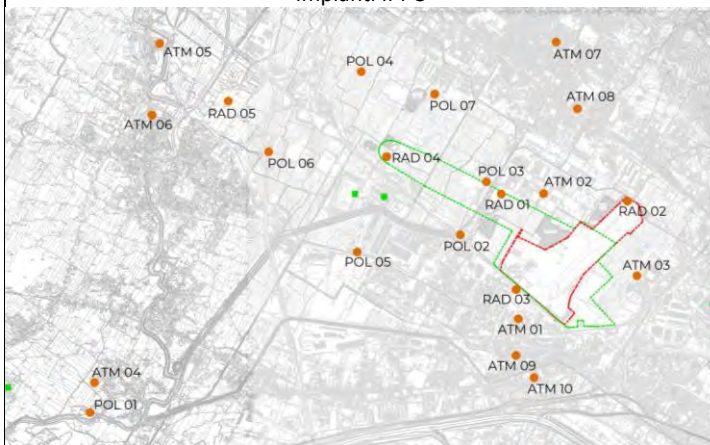 ATM 05
POL 04
ATM 07
POL 07
ATM 08
RAD 05
ATM 06
POL 06
RAD 04
POL 03
RAD 01
ATM 02
RAD 02
POL 02
POL 05
ATM 03
RAD 03
ATM 01
ATM 09
ATM 04
ATM 10
POL 01